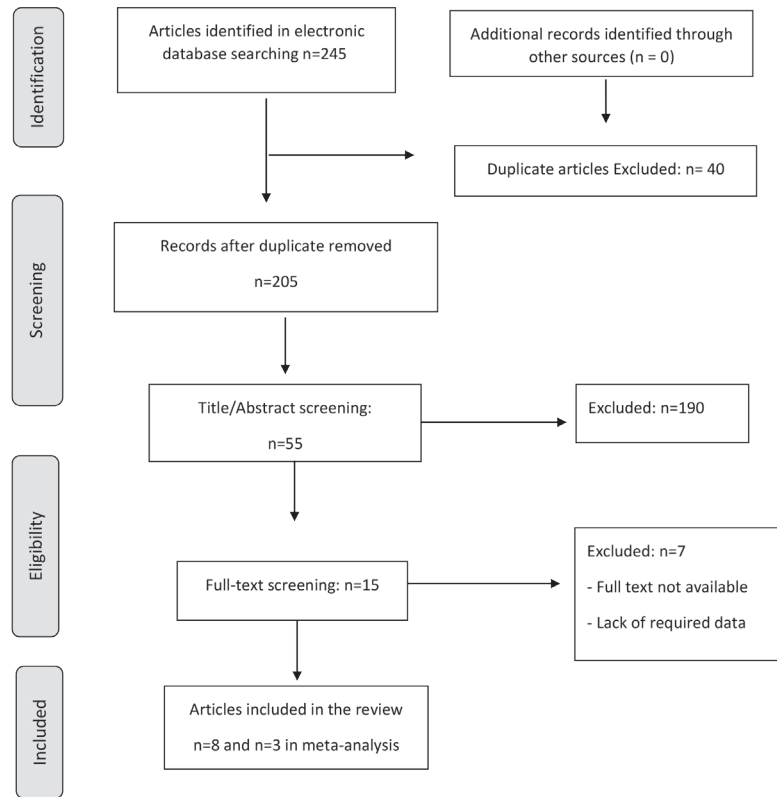 Identification
Articles identified in electronic
database searching n=245
Additional records identified through
other sources (n = 0)
Duplicate articles Excluded: n= 40
Screening
Records after duplicate removed
n=205
Title/Abstract screening:
n=55
Excluded: n=190
Eligibility
Full-text screening: n=15
Excluded: n=7
- Full text not available
- Lack of required data
Included
Articles included in the review
n=8 and n=3 in meta-analysis